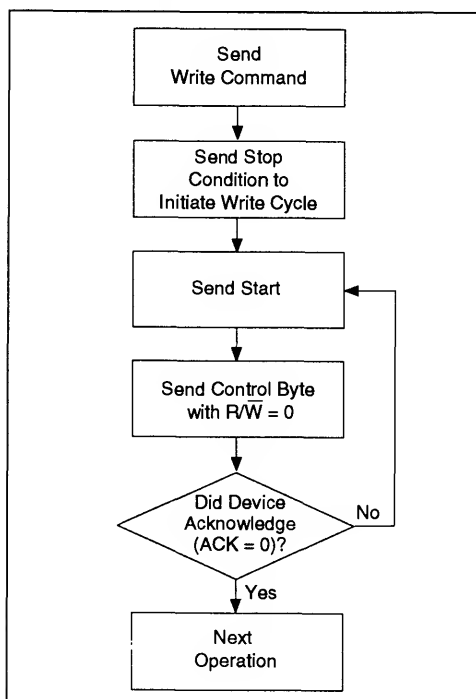 Send
Write Command
Send Stop
Condition to
Initiate Write Cycle
Send Start
Send Control Byte
with R/W̅ = 0
Did Device
Acknowledge
(ACK = 0)?
No
Yes
Next
Operation